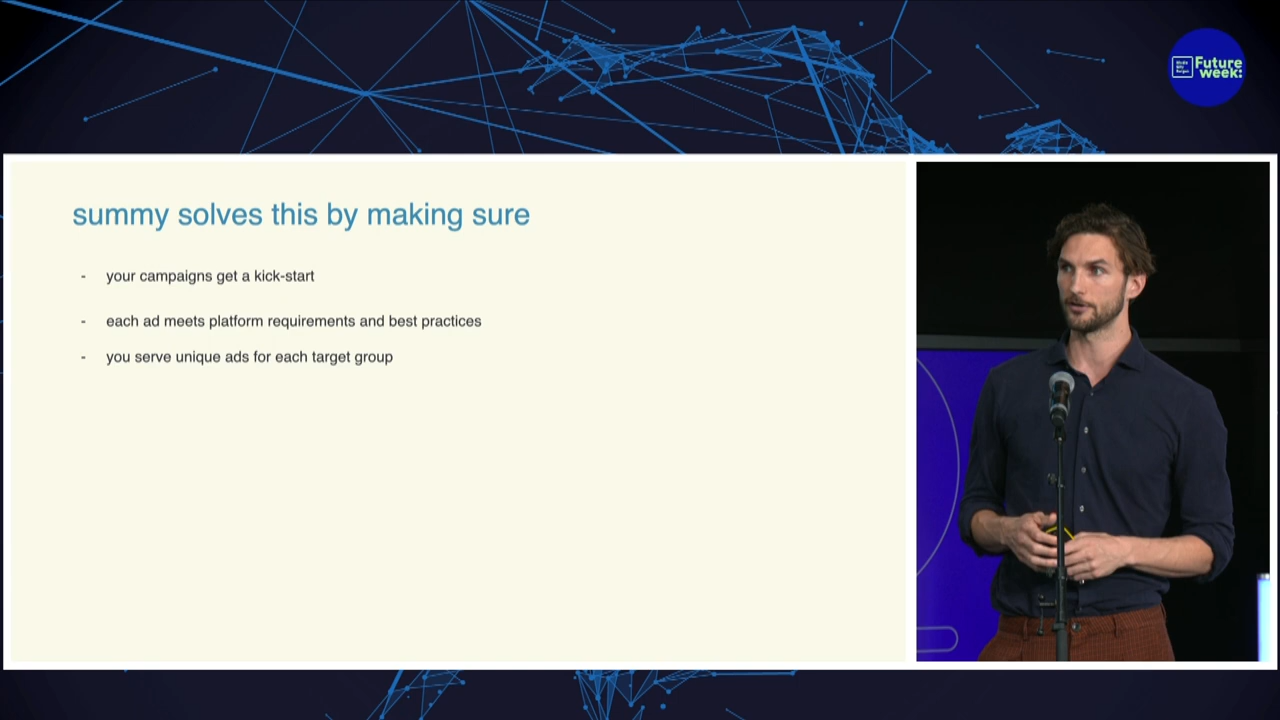 Future
week:
summy solves this by making sure
- your campaigns get a kick-start
- each ad meets platform requirements and best practices
- you serve unique ads for each target group